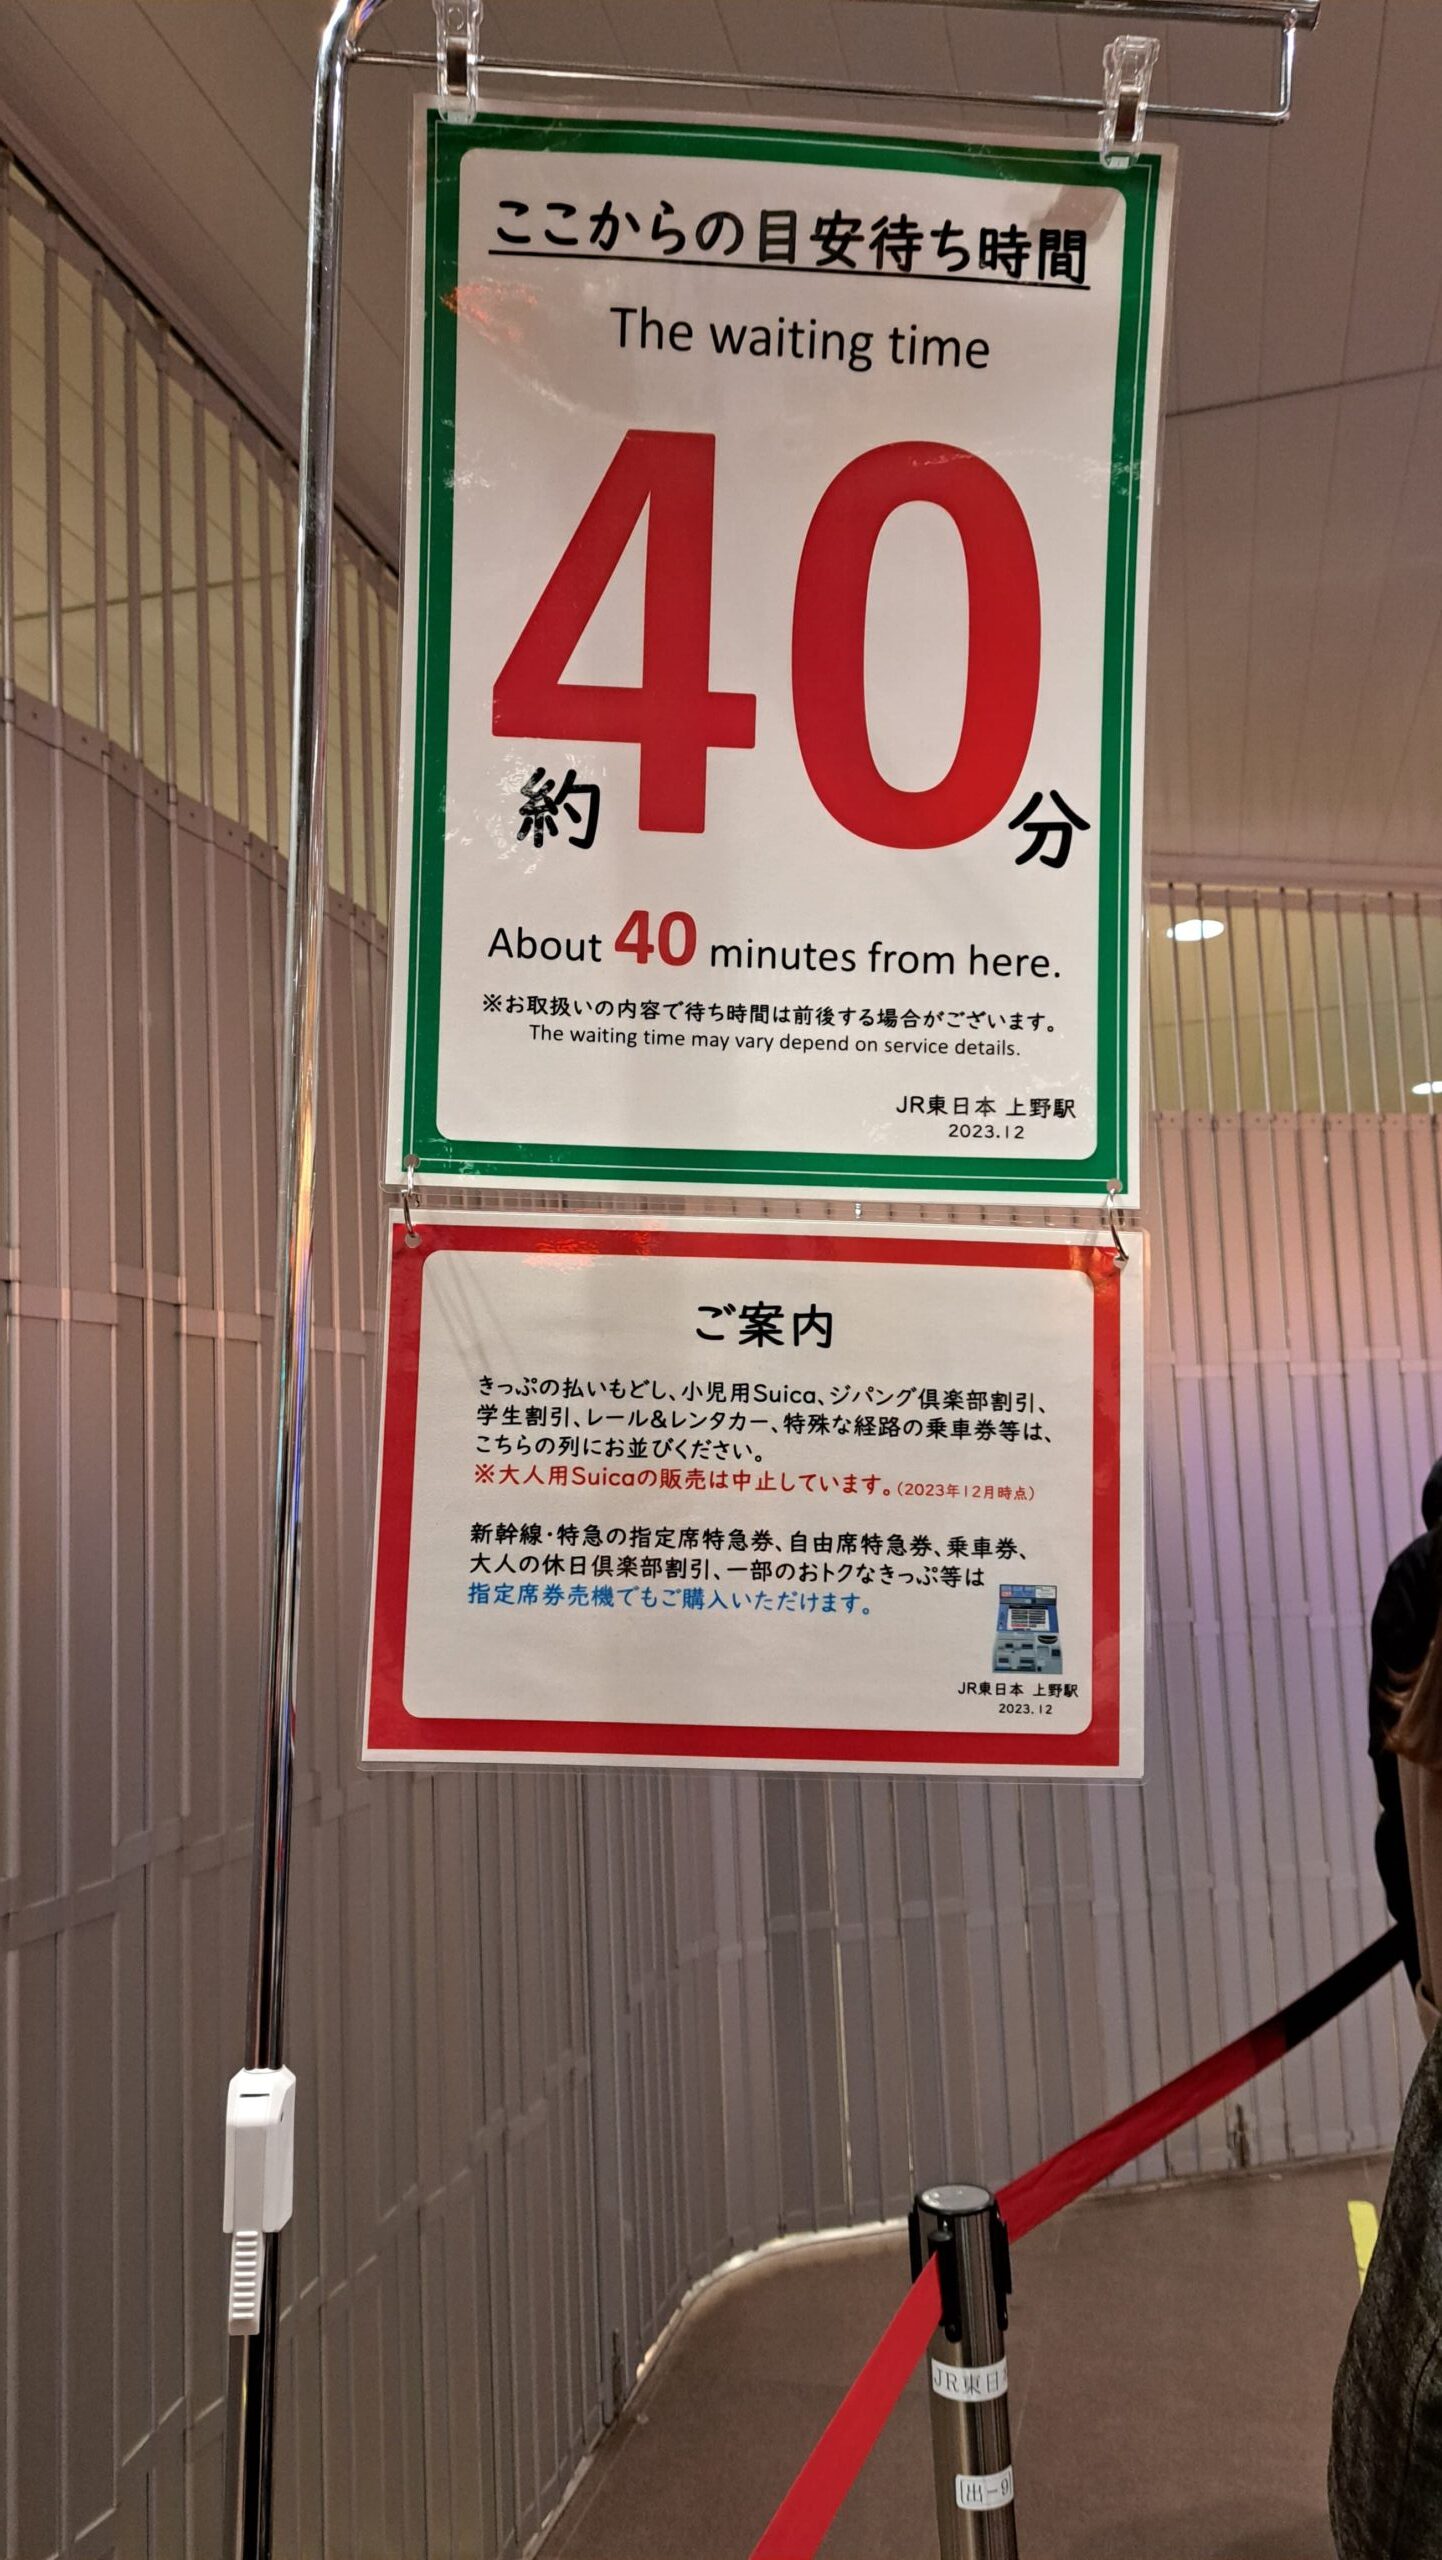 ここからの目安待ち時間
The waiting time
約40分
About 40 minutes from here.
※お取扱いの内容で待ち時間は前後する場合がございます。
The waiting time may vary depend on service details.
JR東日本 上野駅
2023.12
ご案内
きっぷの払いもどし、小児用Suica、ジパング倶楽部割引、
学生割引、レール&レンタカー、特殊な経路の乗車券等は、
こちらの列にお並びください。
※大人用Suicaの販売は中止しています。(2023年12月時点)
新幹線・特急の指定席特急券、自由席特急券、乗車券、
大人の休日倶楽部割引、一部のおトクなきっぷ等は
指定席券売機でもご購入いただけます。
JR東日本 上野駅
2023.12
JR東日
出-9